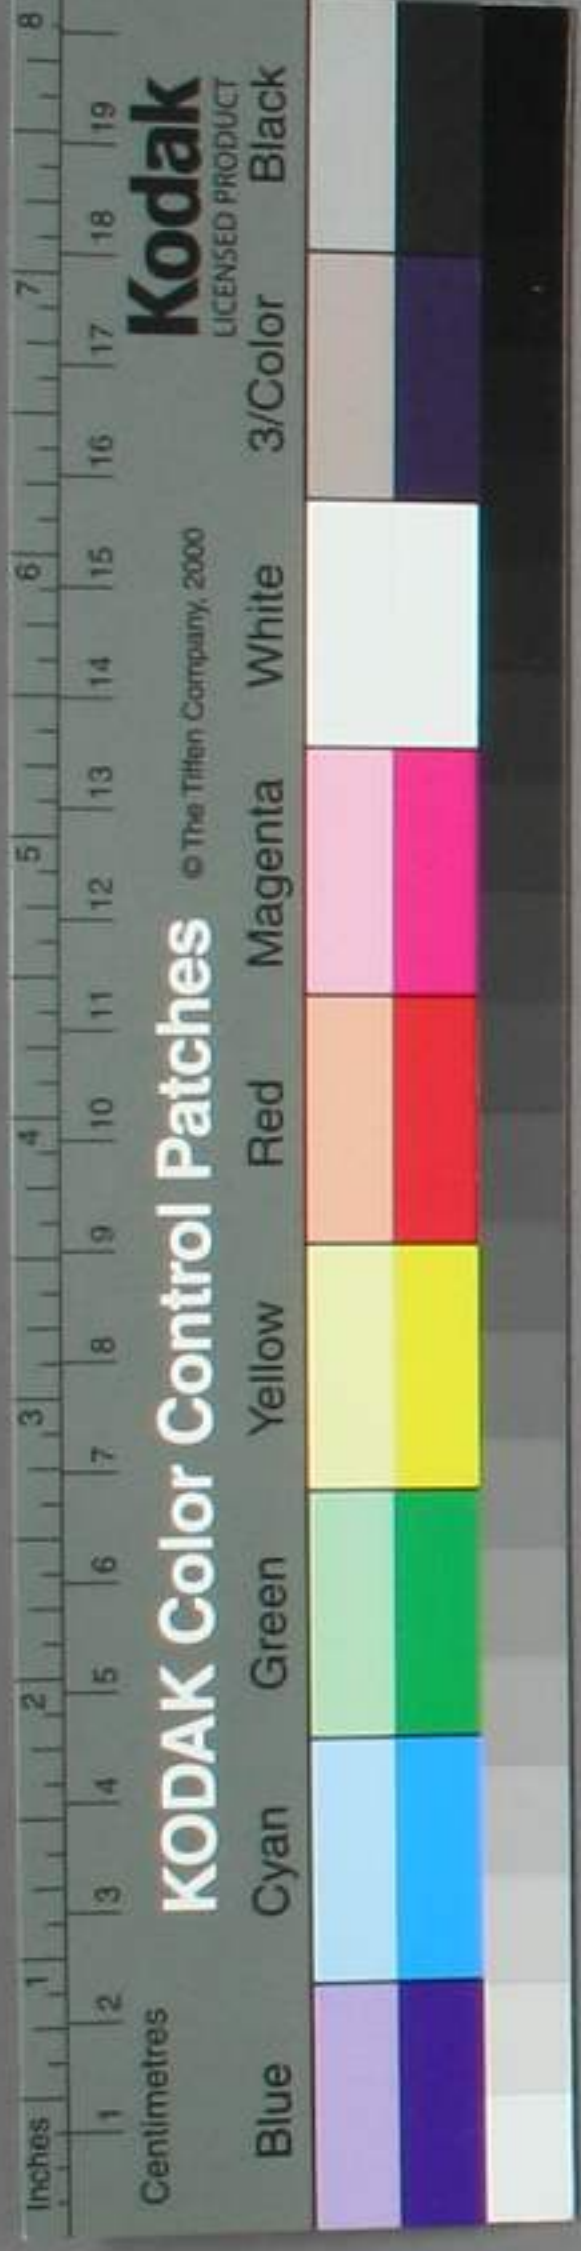 Inches 1 2 3 4 5 6 7 8
Centimetres 1 2 3 4 5 6 7 8 9 10 11 12 13 14 15 16 17 18 19
KODAK Color Control Patches © The Tiffen Company, 2000 Kodak
LICENSED PRODUCT
Blue Cyan Green Yellow Red Magenta White 3/Color Black